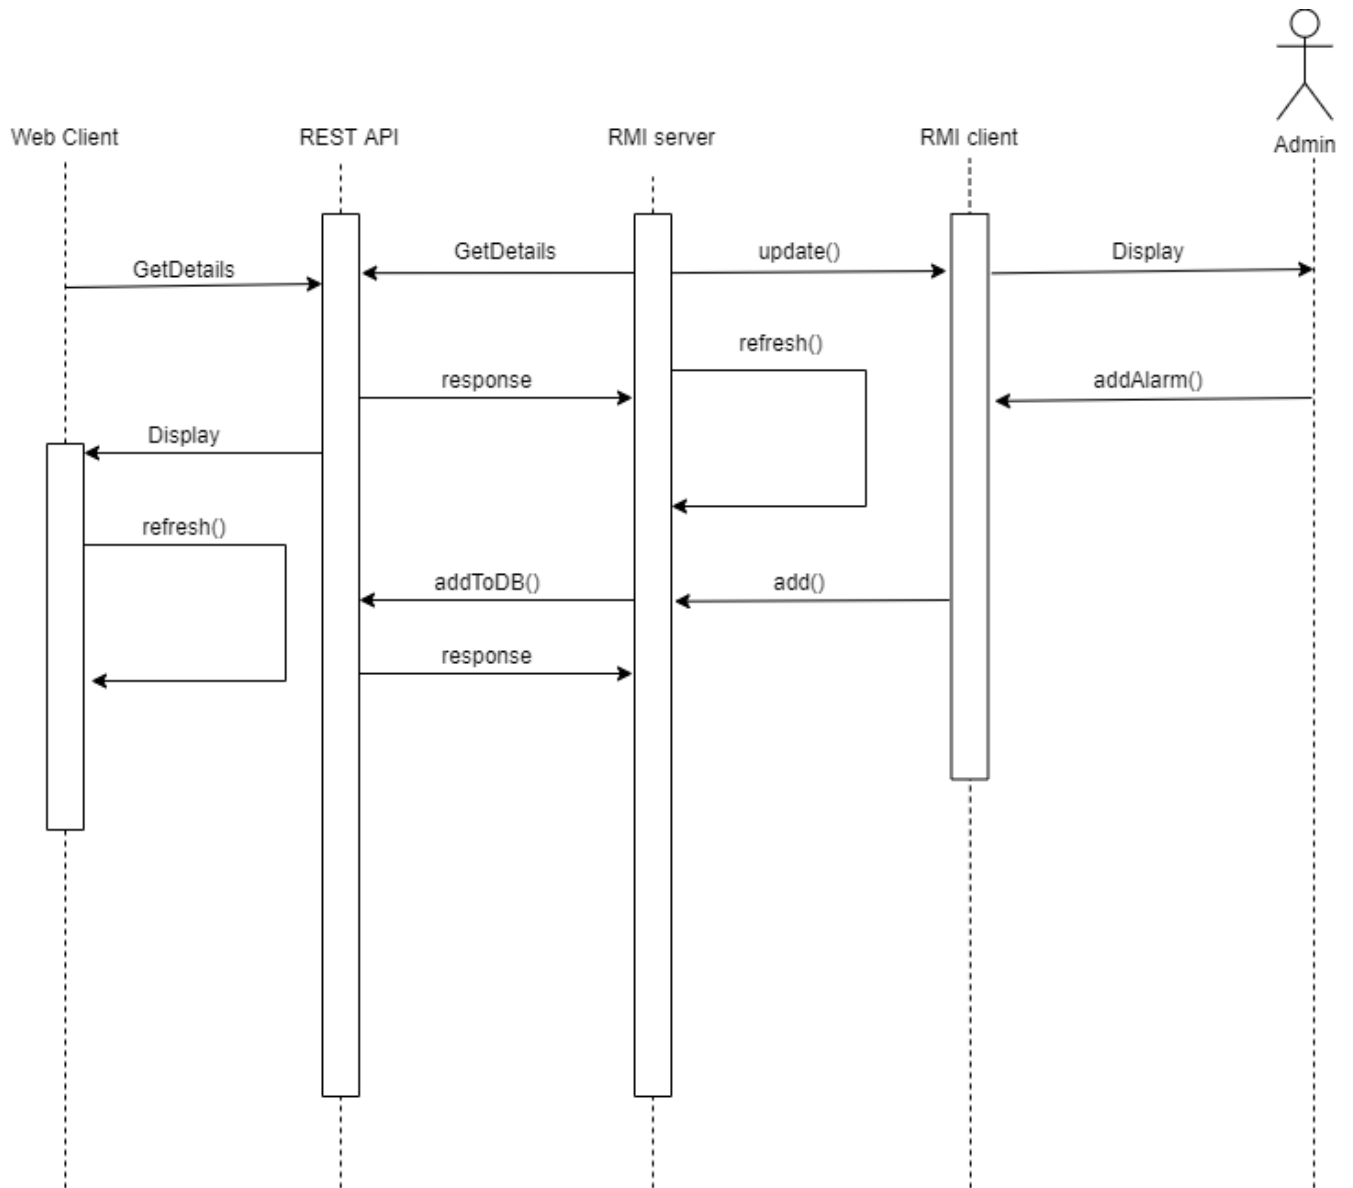 Web Client
REST API
RMI server
RMI client
Admin
GetDetails
GetDetails
update()
Display
refresh()
response
addAlarm()
Display
refresh()
addToDB()
add()
response